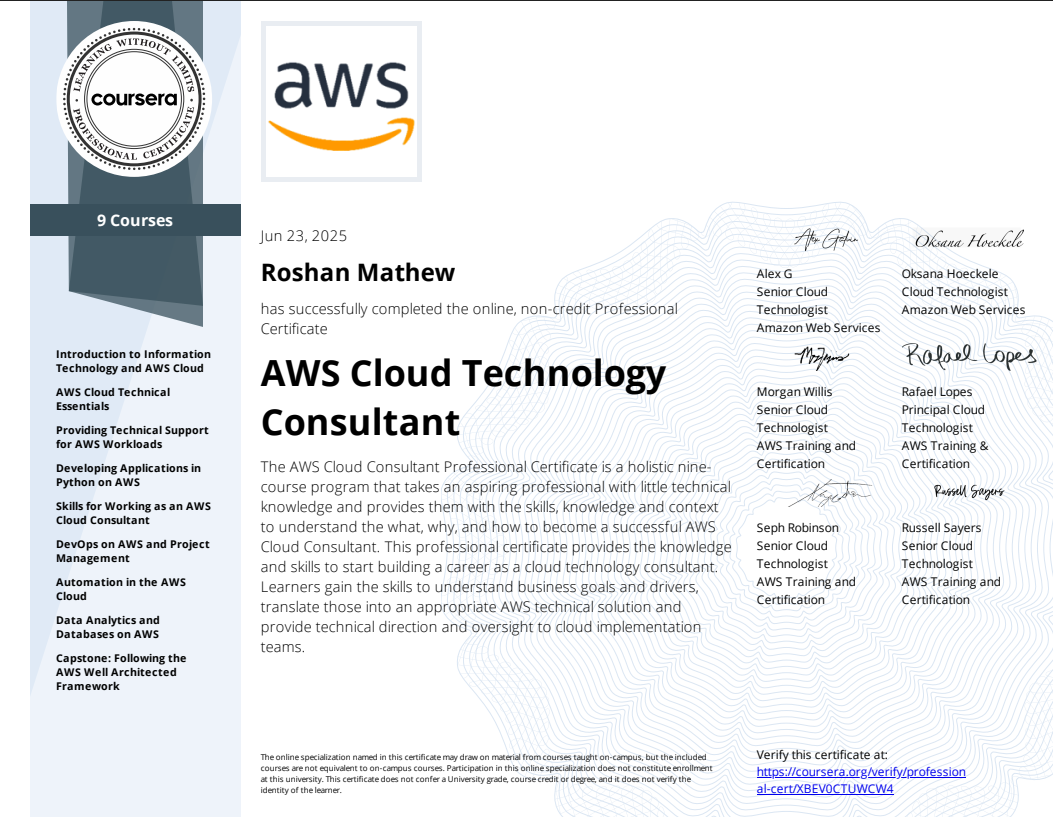 LEARNING WITHOUT LIMITS
coursera
PROFESSIONAL CERTIFICATE
9 Courses
Introduction to Information
Technology and AWS Cloud
AWS Cloud Technical
Essentials
Providing Technical Support
for AWS Workloads
Developing Applications in
Python on AWS
Skills for Working as an AWS
Cloud Consultant
DevOps on AWS and Project
Management
Automation in the AWS
Cloud
Data Analytics and
Databases on AWS
Capstone: Following the
AWS Well Architected
Framework
aws
Jun 23, 2025
Roshan Mathew
has successfully completed the online, non-credit Professional
Certificate
AWS Cloud Technology
Consultant
The AWS Cloud Consultant Professional Certificate is a holistic nine-
course program that takes an aspiring professional with little technical
knowledge and provides them with the skills, knowledge and context
to understand the what, why, and how to become a successful AWS
Cloud Consultant. This professional certificate provides the knowledge
and skills to start building a career as a cloud technology consultant.
Learners gain the skills to understand business goals and drivers,
translate those into an appropriate AWS technical solution and
provide technical direction and oversight to cloud implementation
teams.
Alex G
Senior Cloud
Technologist
Amazon Web Services
Oksana Hoeckele
Oksana Hoeckele
Cloud Technologist
Amazon Web Services
Morgan Willis
Senior Cloud
Technologist
AWS Training and
Certification
Rafael Lopes
Rafael Lopes
Principal Cloud
Technologist
AWS Training &
Certification
Seph Robinson
Senior Cloud
Technologist
AWS Training and
Certification
Russell Sayers
Russell Sayers
Senior Cloud
Technologist
AWS Training and
Certification
The online specialization named in this certificate may draw on material from courses taught on-campus, but the included
courses are not equivalent to on-campus courses. Participation in this online specialization does not constitute enrollment
at this university. This certificate does not confer a University grade, course credit or degree, and it does not verify the
identity of the learner.
Verify this certificate at:
https://coursera.org/verify/profession
al-cert/XBEV0CTUWCW4